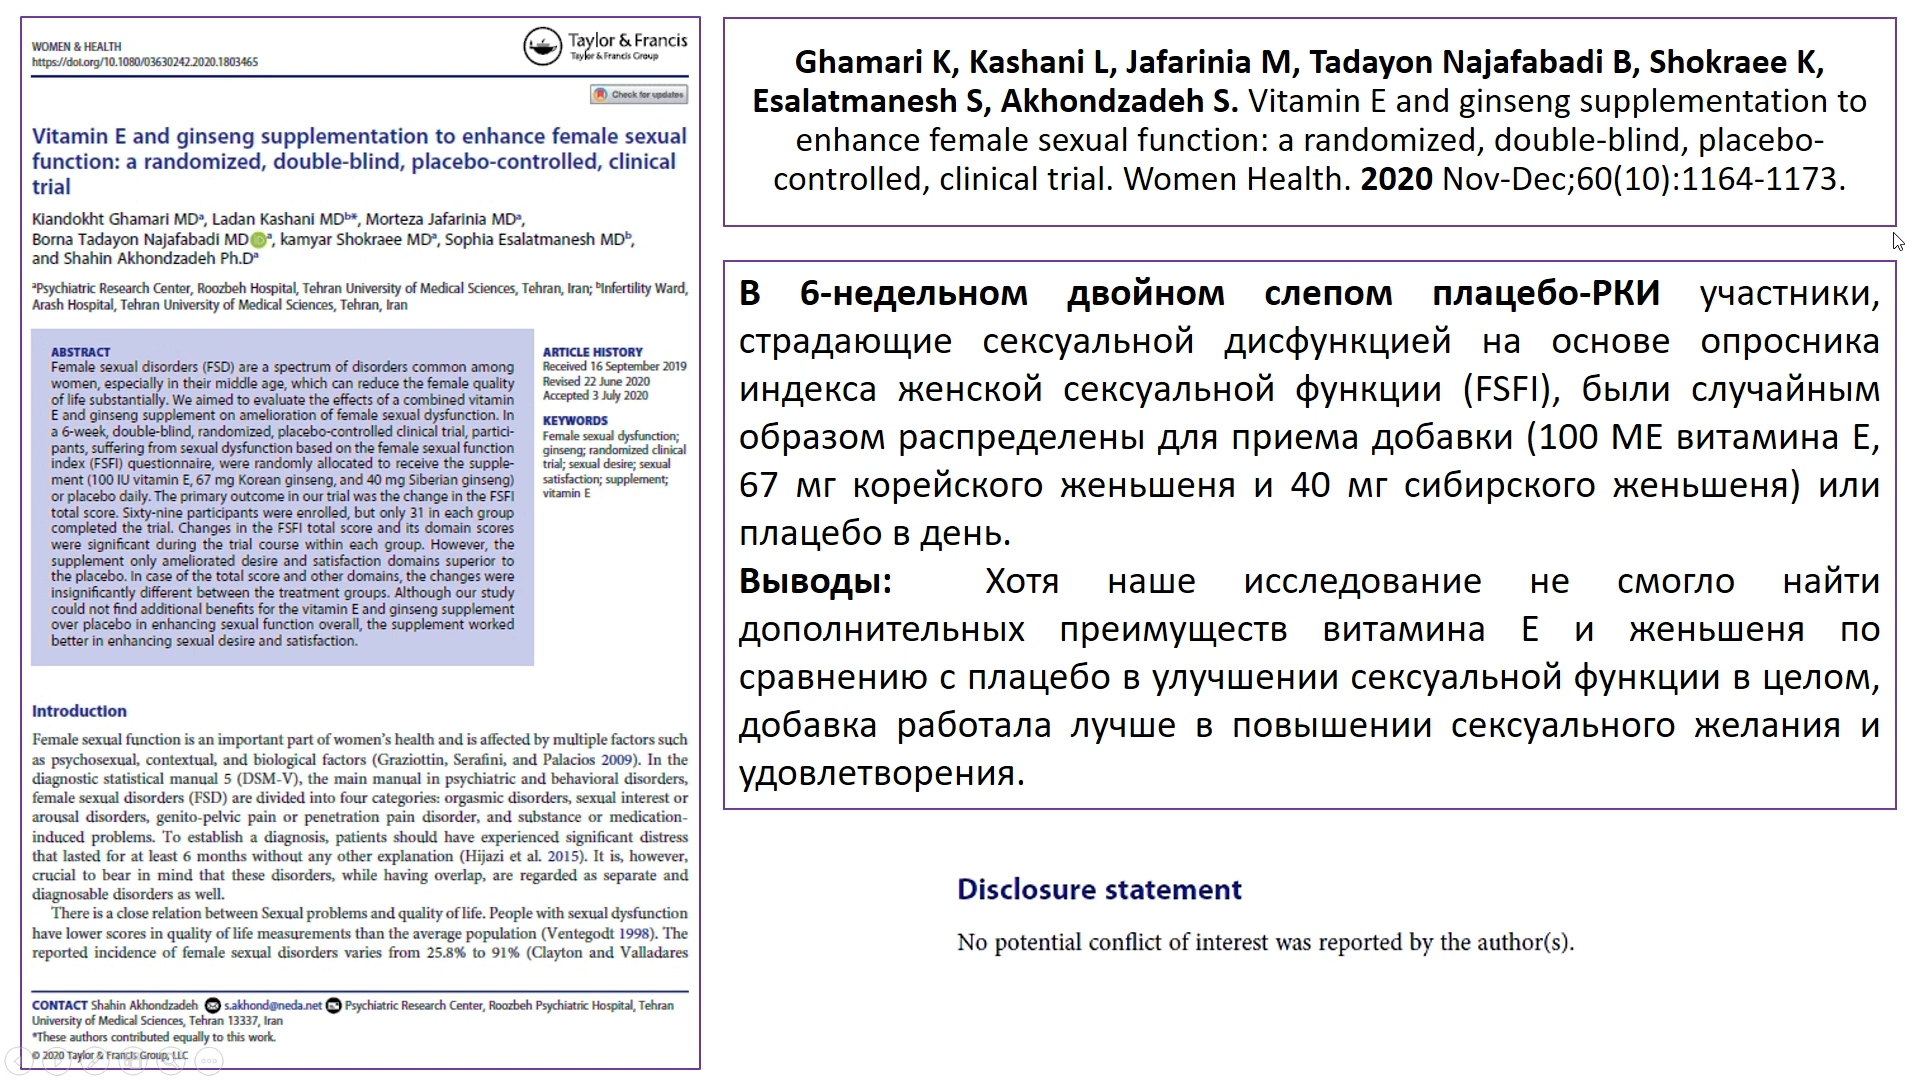 WOMEN & HEALTH
https://doi.org/10.1080/03630242.2020.1803465
Taylor & Francis
Taylor & Francis Group
Check for updates
Vitamin E and ginseng supplementation to enhance female sexual
function: a randomized, double-blind, placebo-controlled, clinical
trial
Kiandokht Ghamari MDᵃ, Ladan Kashani MDᵇ*, Morteza Jafarinia MDᵃ,
Borna Tadayon Najafabadi MD ᵃ, kamyar Shokraee MDᵃ, Sophia Esalatmanesh MDᵇ,
and Shahin Akhondzadeh Ph.Dᵃ
ᵃPsychiatric Research Center, Roozbeh Hospital, Tehran University of Medical Sciences, Tehran, Iran; ᵇInfertility Ward,
Arash Hospital, Tehran University of Medical Sciences, Tehran, Iran
ABSTRACT
Female sexual disorders (FSD) are a spectrum of disorders common among
women, especially in their middle age, which can reduce the female quality
of life substantially. We aimed to evaluate the effects of a combined vitamin
E and ginseng supplement on amelioration of female sexual dysfunction. In
a 6-week, double-blind, randomized, placebo-controlled clinical trial, partici-
pants, suffering from sexual dysfunction based on the female sexual function
index (FSFI) questionnaire, were randomly allocated to receive the supple-
ment (100 IU vitamin E, 67 mg Korean ginseng, and 40 mg Siberian ginseng)
or placebo daily. The primary outcome in our trial was the change in the FSFI
total score. Sixty-nine participants were enrolled, but only 31 in each group
completed the trial. Changes in the FSFI total score and its domain scores
were significant during the trial course within each group. However, the
supplement only ameliorated desire and satisfaction domains superior to
the placebo. In case of the total score and other domains, the changes were
insignificantly different between the treatment groups. Although our study
could not find additional benefits for the vitamin E and ginseng supplement
over placebo in enhancing sexual function overall, the supplement worked
better in enhancing sexual desire and satisfaction.
ARTICLE HISTORY
Received 16 September 2019
Revised 22 June 2020
Accepted 3 July 2020
KEYWORDS
Female sexual dysfunction;
ginseng; randomized clinical
trial; sexual desire; sexual
satisfaction; supplement;
vitamin E
Introduction
Female sexual function is an important part of women's health and is affected by multiple factors such
as psychosexual, contextual, and biological factors (Graziottin, Serafini, and Palacios 2009). In the
diagnostic statistical manual 5 (DSM-V), the main manual in psychiatric and behavioral disorders,
female sexual disorders (FSD) are divided into four categories: orgasmic disorders, sexual interest or
arousal disorders, genito-pelvic pain or penetration pain disorder, and substance or medication-
induced problems. To establish a diagnosis, patients should have experienced significant distress
that lasted for at least 6 months without any other explanation (Hijazi et al. 2015). It is, however,
crucial to bear in mind that these disorders, while having overlap, are regarded as separate and
diagnosable disorders as well.
There is a close relation between Sexual problems and quality of life. People with sexual dysfunction
have lower scores in quality of life measurements than the average population (Ventegodt 1998). The
reported incidence of female sexual disorders varies from 25.8% to 91% (Clayton and Valladares
CONTACT Shahin Akhondzadeh s.akhond@neda.net Psychiatric Research Center, Roozbeh Psychiatric Hospital, Tehran
University of Medical Sciences, Tehran 13337, Iran
*These authors contributed equally to this work.
© 2020 Taylor & Francis Group, LLC
Ghamari K, Kashani L, Jafarinia M, Tadayon Najafabadi B, Shokraee K,
Esalatmanesh S, Akhondzadeh S. Vitamin E and ginseng supplementation to
enhance female sexual function: a randomized, double-blind, placebo-
controlled, clinical trial. Women Health. 2020 Nov-Dec;60(10):1164-1173.
В 6-недельном двойном слепом плацебо-РКИ участники,
страдающие сексуальной дисфункцией на основе опросника
индекса женской сексуальной функции (FSFI), были случайным
образом распределены для приема добавки (100 МЕ витамина Е,
67 мг корейского женьшеня и 40 мг сибирского женьшеня) или
плацебо в день.
Выводы: Хотя наше исследование не смогло найти
дополнительных преимуществ витамина Е и женьшеня по
сравнению с плацебо в улучшении сексуальной функции в целом,
добавка работала лучше в повышении сексуального желания и
удовлетворения.
Disclosure statement
No potential conflict of interest was reported by the author(s).